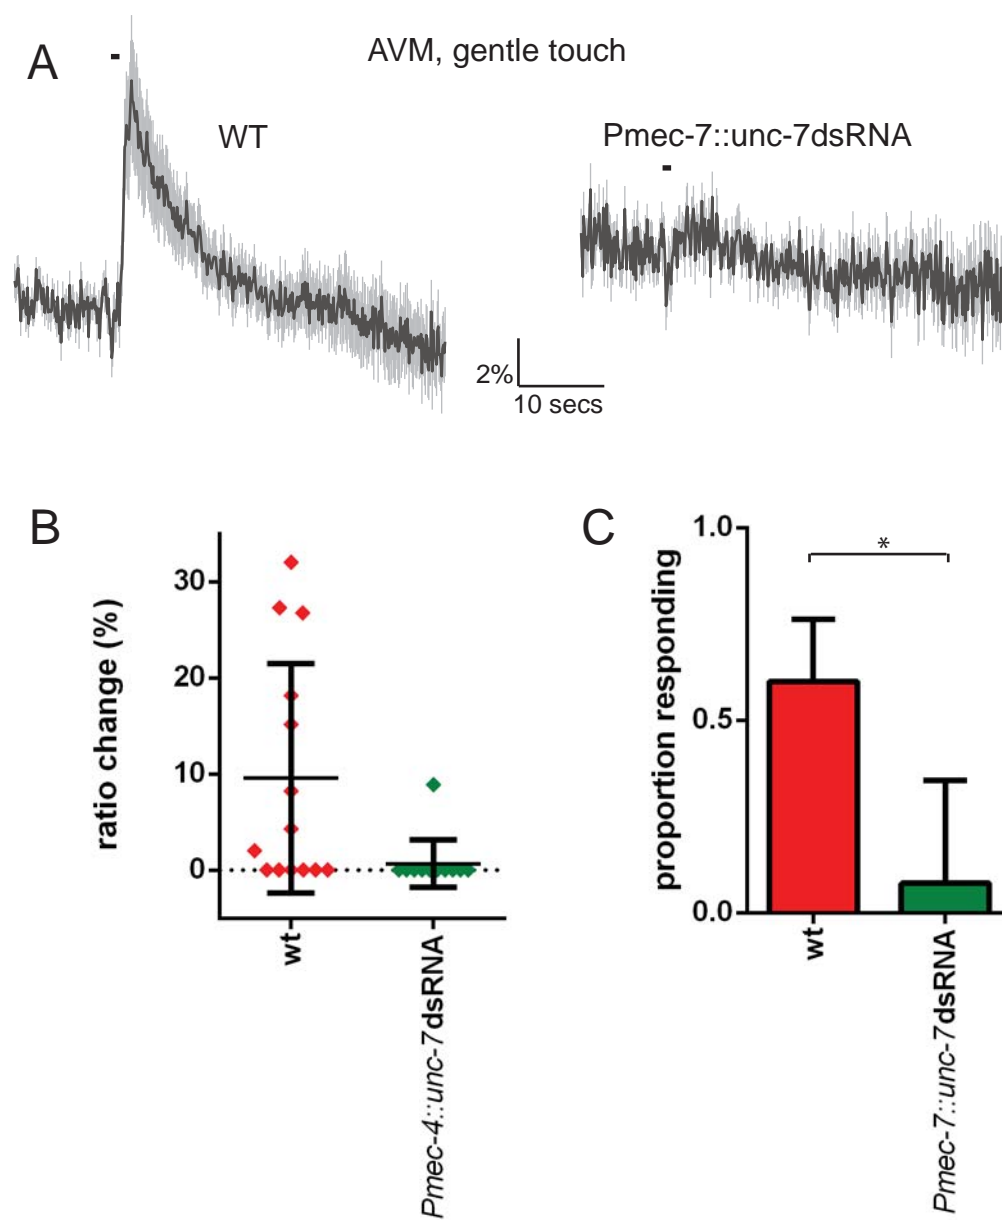 A
AVM, gentle touch
WT
Pmec-7::unc-7dsRNA
2%
10 secs
B
ratio change (%)
30
20
10
0
wt
Pmec-4::unc-7dsRNA
C
proportion responding
1.0
0.5
0.0
*
wt
Pmec-7::unc-7dsRNA